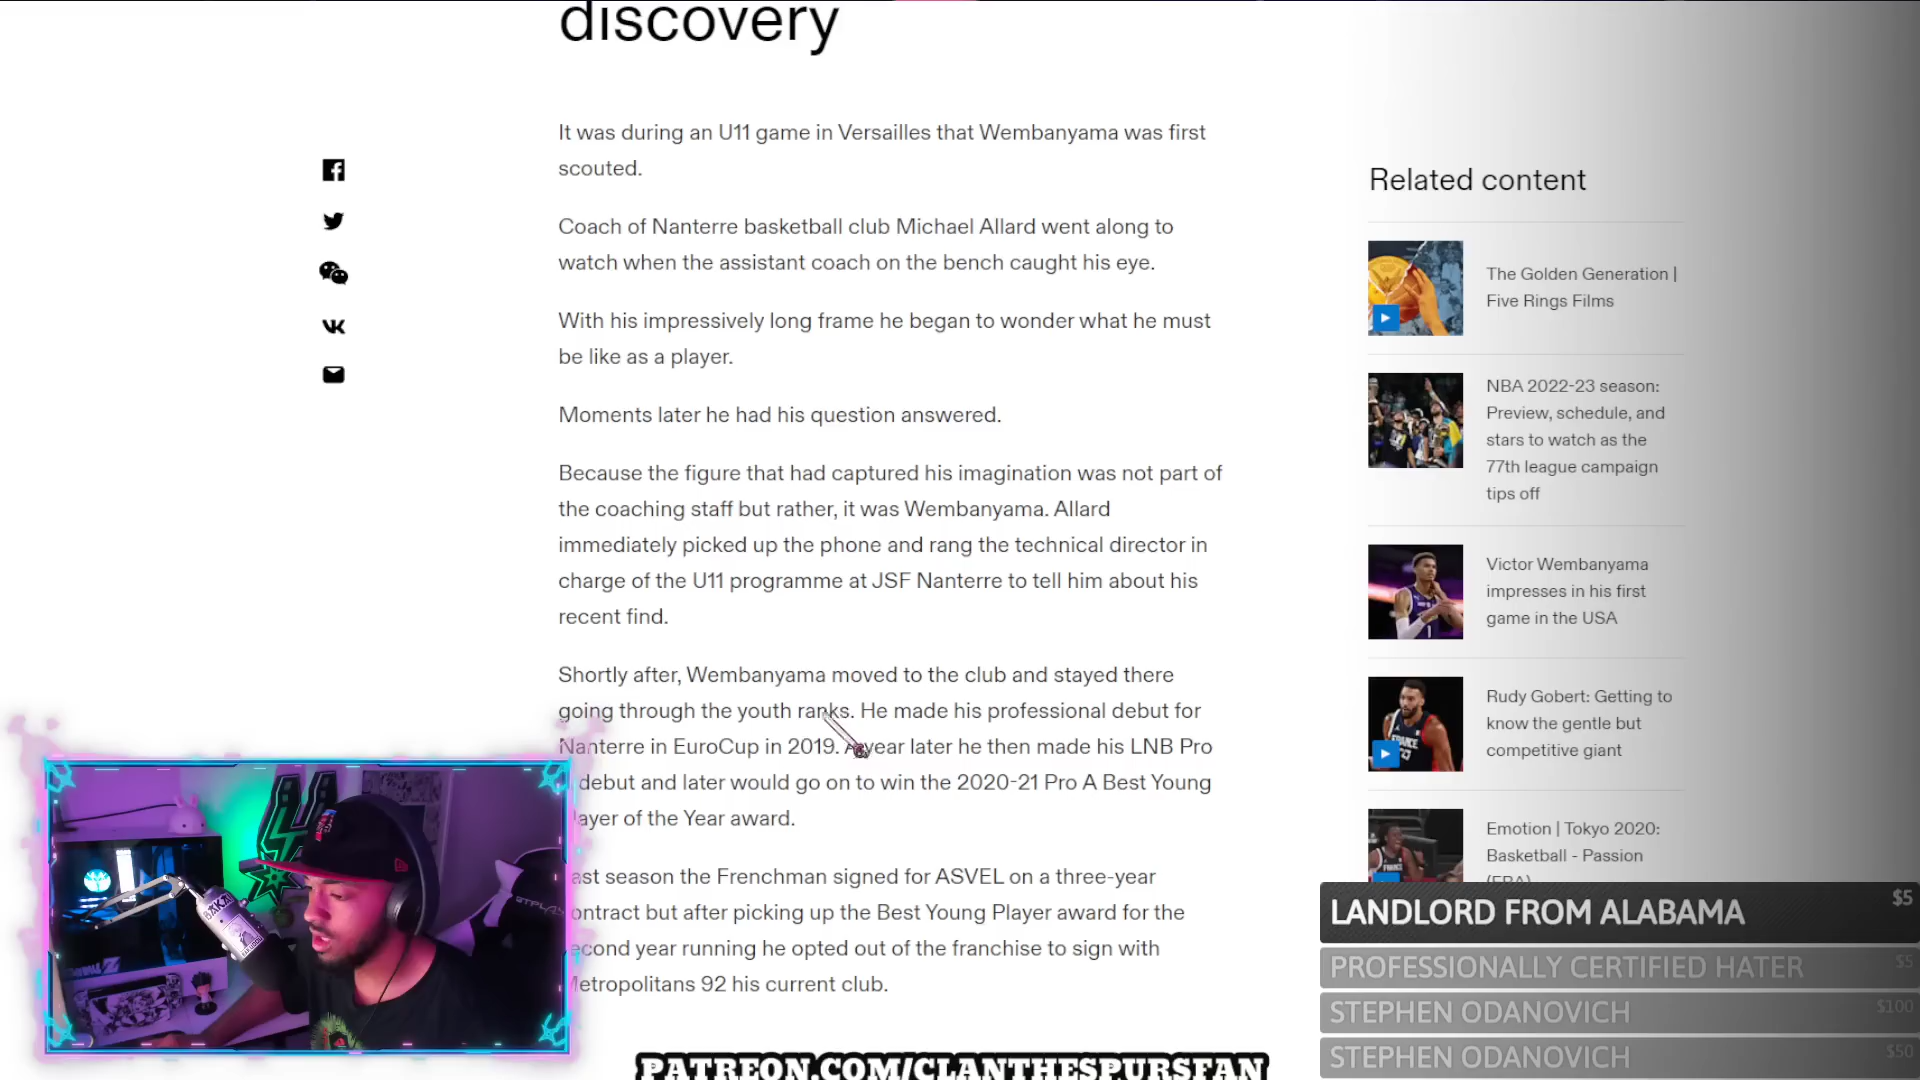 discovery
It was during an U11 game in Versailles that Wembanyama was first
scouted.
Coach of Nanterre basketball club Michael Allard went along to
watch when the assistant coach on the bench caught his eye.
With his impressively long frame he began to wonder what he must
be like as a player.
Moments later he had his question answered.
Because the figure that had captured his imagination was not part of
the coaching staff but rather, it was Wembanyama. Allard
immediately picked up the phone and rang the technical director in
charge of the U11 programme at JSF Nanterre to tell him about his
recent find.
Shortly after, Wembanyama moved to the club and stayed there
going through the youth ranks. He made his professional debut for
Nanterre in EuroCup in 2019. A year later he then made his LNB Pro
debut and later would go on to win the 2020-21 Pro A Best Young
layer of the Year award.
ast season the Frenchman signed for ASVEL on a three-year
ontract but after picking up the Best Young Player award for the
econd year running he opted out of the franchise to sign with
Metropolitans 92 his current club.
Related content
The Golden Generation |
Five Rings Films
NBA 2022-23 season:
Preview, schedule, and
stars to watch as the
77th league campaign
tips off
Victor Wembanyama
impresses in his first
game in the USA
Rudy Gobert: Getting to
know the gentle but
competitive giant
Emotion | Tokyo 2020:
Basketball - Passion
LANDLORD FROM ALABAMA $5
PROFESSIONALLY CERTIFIED HATER $5
STEPHEN ODANOVICH $100
STEPHEN ODANOVICH $50
PATREON.COM/CLANTHESPURSFAN